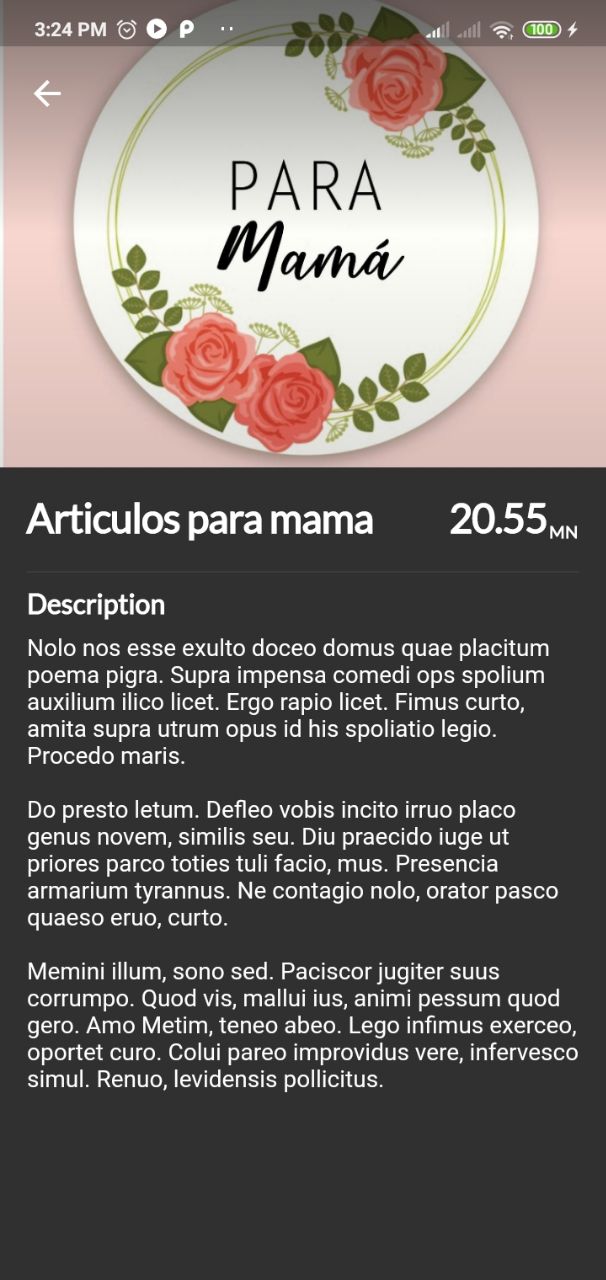 3:24 PM
100
PARA
Mamá
Articulos para mama 20.55 MN
Description
Nolo nos esse exulto doceo domus quae placitum
poema pigra. Supra impensa comedi ops spolium
auxilium ilico licet. Ergo rapio licet. Fimus curto,
amita supra utrum opus id his spoliatio legio.
Procedo maris.
Do presto letum. Defleo vobis incito irruo placo
genus novem, similis seu. Diu praecido iuge ut
priores parco toties tuli facio, mus. Presencia
armarium tyrannus. Ne contagio nolo, orator pasco
quaeso eruo, curto.
Memini illum, sono sed. Paciscor jugiter suus
corrumpo. Quod vis, mallui ius, animi pessum quod
gero. Amo Metim, teneo abeo. Lego infimus exerceo,
oportet curo. Colui pareo improvidus vere, infervesco
simul. Renuo, levidensis pollicitus.